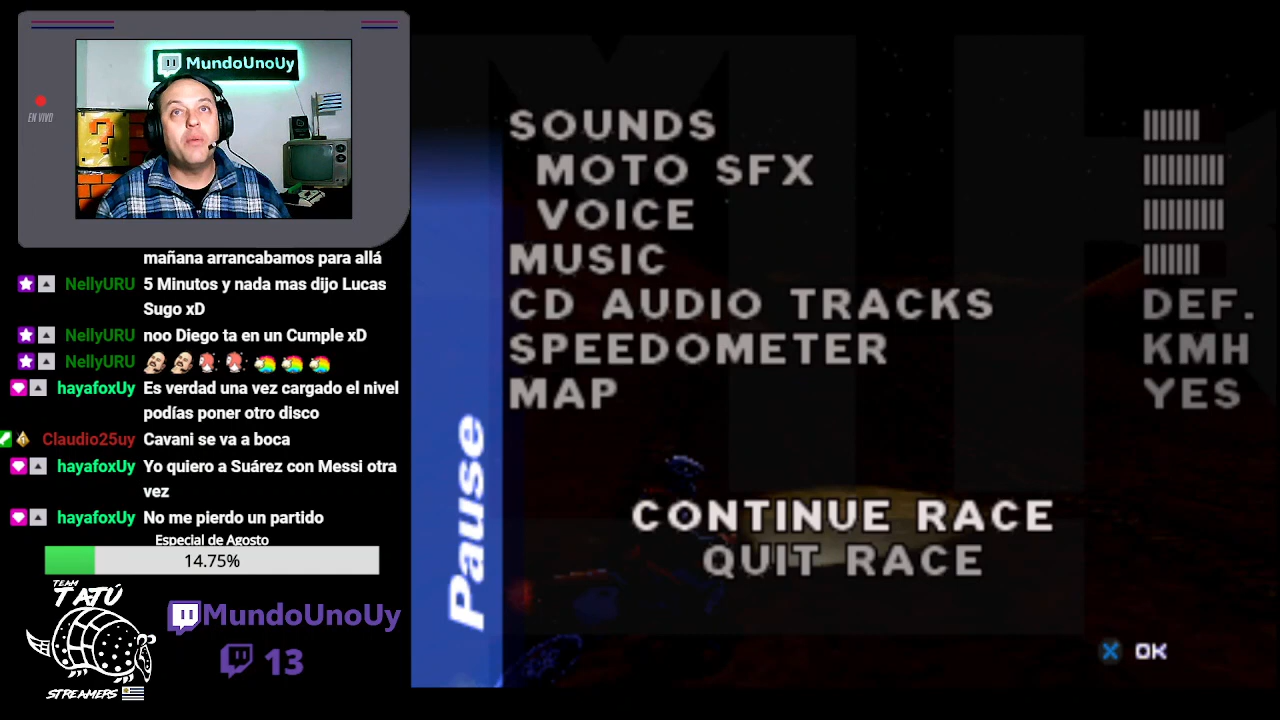 MundoUnoUy
EN VIVO
mañana arrancabamos para allá
NellyURU 5 Minutos y nada mas dijo Lucas
Sugo xD
NellyURU noo Diego ta en un Cumple xD
NellyURU
hayafoxUy Es verdad una vez cargado el nivel
podías poner otro disco
Claudio25uy Cavani se va a boca
hayafoxUy Yo quiero a Suárez con Messi otra
vez
hayafoxUy No me pierdo un partido
Especial de Agosto
14.75%
TEAM
TATÚ
STREAMERS
MundoUnoUy
13
Pause
SOUNDS
MOTO SFX
VOICE
MUSIC
CD AUDIO TRACKS DEF.
SPEEDOMETER KMH
MAP YES
CONTINUE RACE
QUIT RACE
OK